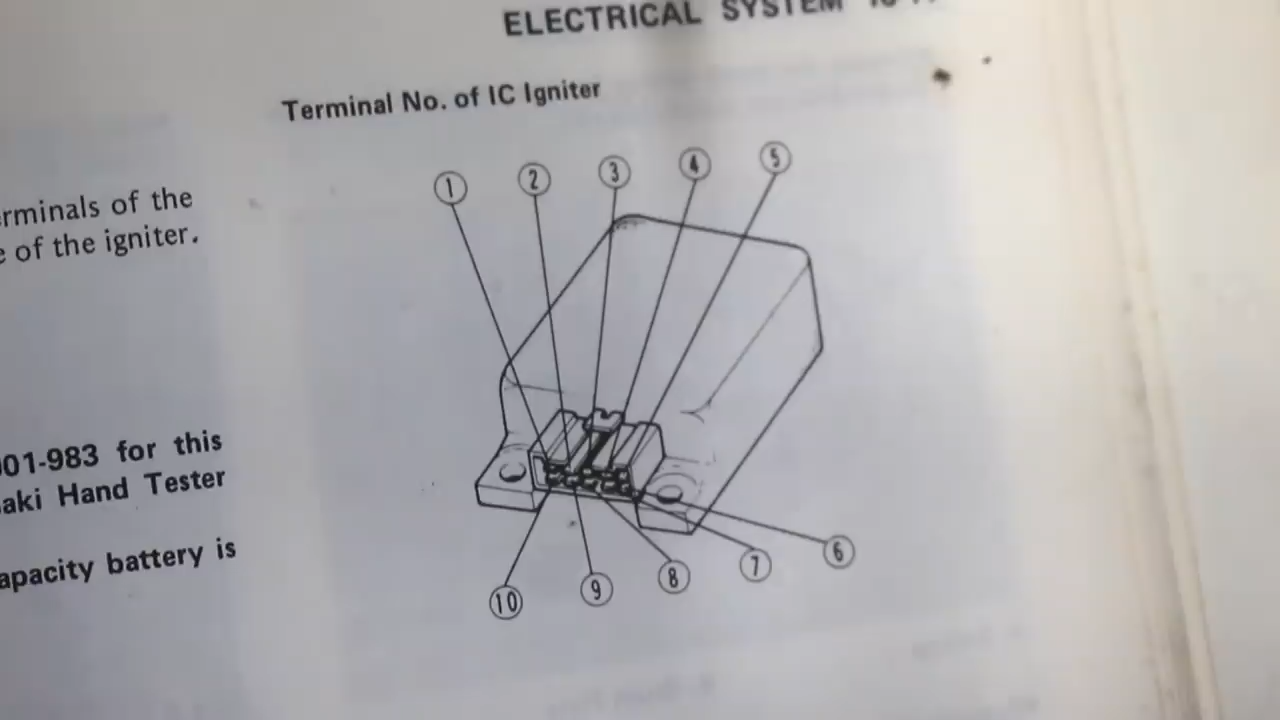 ELECTRICAL SYSTEM
Terminal No. of IC Igniter
1 2 3 4 5
erminals of the
e of the igniter.
01-983 for this
aki Hand Tester
apacity battery is
6
7
8
9
10